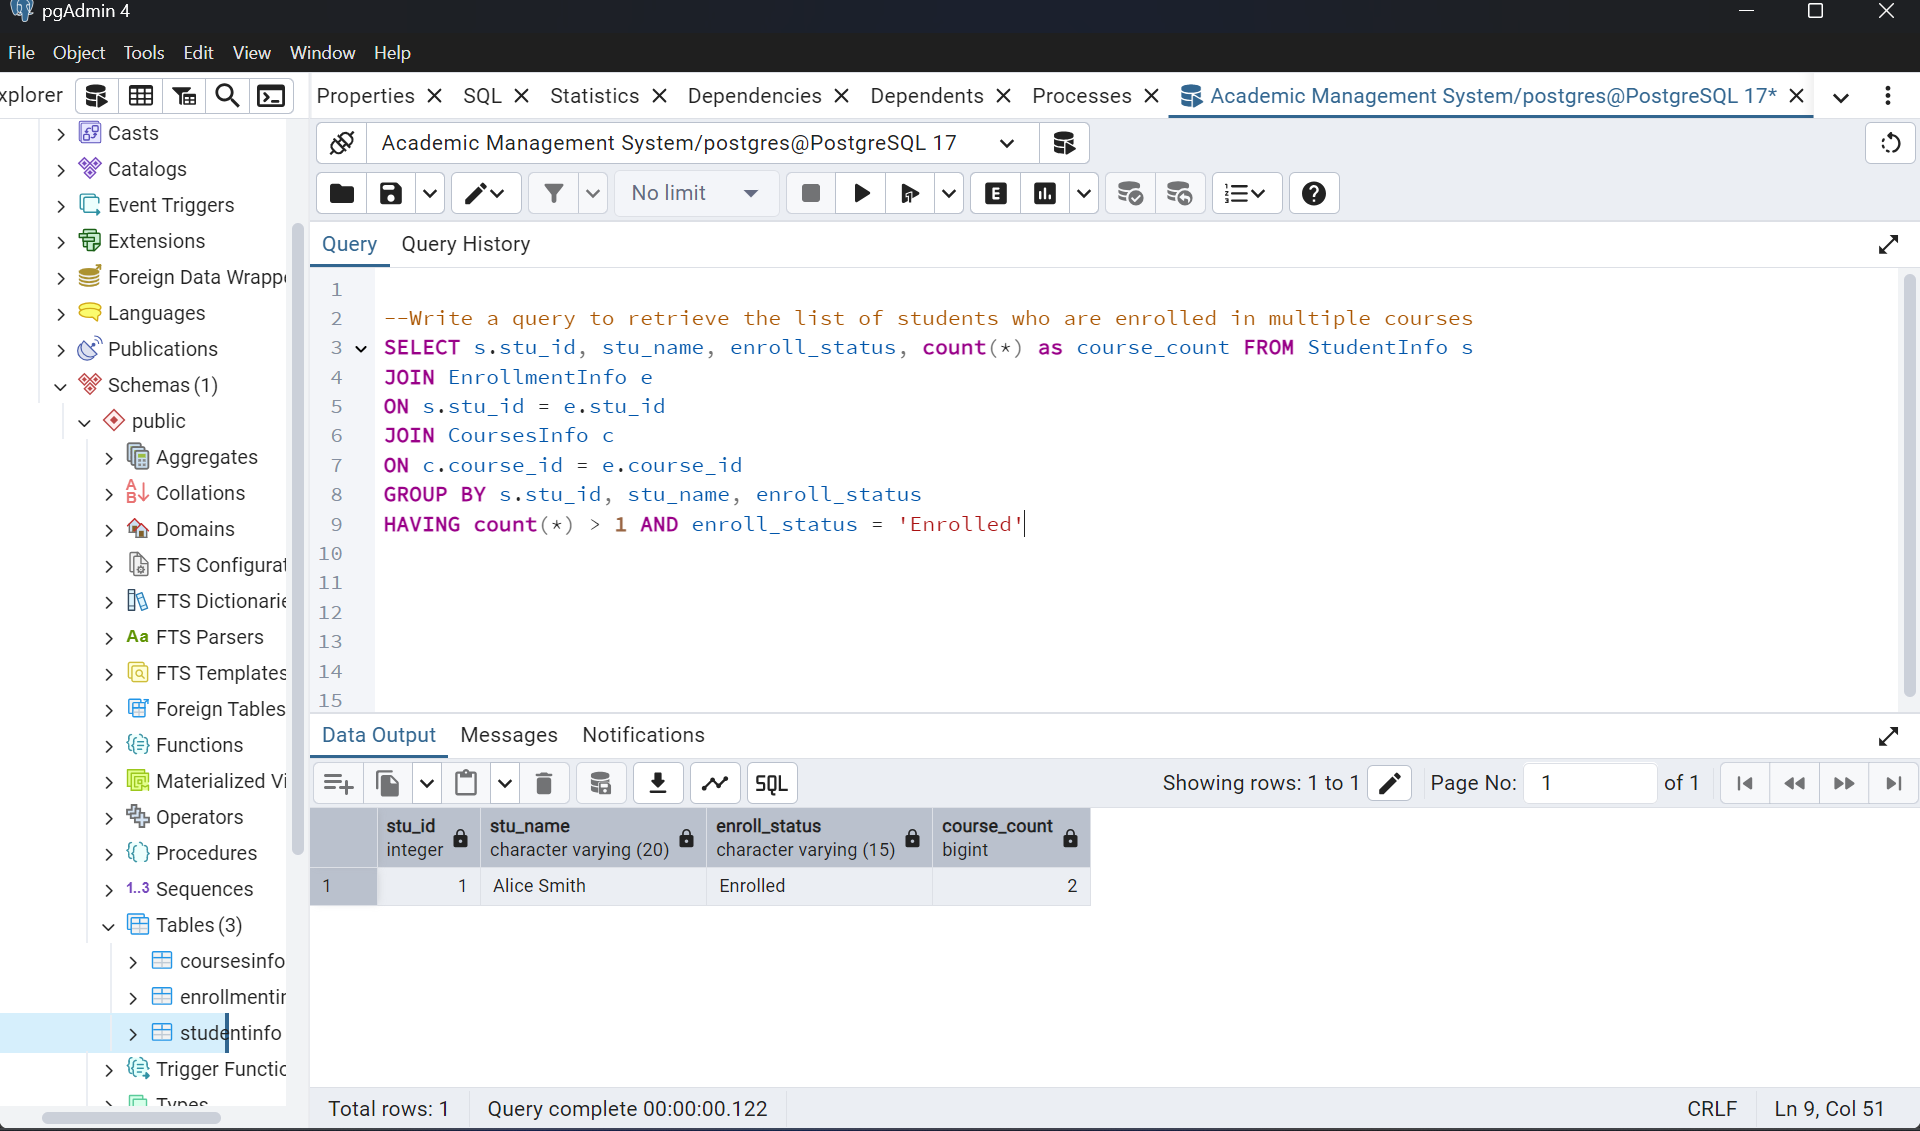 pgAdmin 4
File Object Tools Edit View Window Help
xplorer
Properties SQL Statistics Dependencies Dependents Processes Academic Management System/postgres@PostgreSQL 17*
Academic Management System/postgres@PostgreSQL 17
No limit
Query Query History
Casts
Catalogs
Event Triggers
Extensions
Foreign Data Wrappe
Languages
Publications
Schemas (1)
public
Aggregates
Collations
Domains
FTS Configurat
FTS Dictionarie
Aa FTS Parsers
FTS Templates
Foreign Tables
Functions
Materialized Vi
Operators
Procedures
1..3 Sequences
Tables (3)
coursesinfo
enrollmentin
studentinfo
Trigger Functio
Types
1
2 --Write a query to retrieve the list of students who are enrolled in multiple courses
3 SELECT s.stu_id, stu_name, enroll_status, count(*) as course_count FROM StudentInfo s
4 JOIN EnrollmentInfo e
5 ON s.stu_id = e.stu_id
6 JOIN CoursesInfo c
7 ON c.course_id = e.course_id
8 GROUP BY s.stu_id, stu_name, enroll_status
9 HAVING count(*) > 1 AND enroll_status = 'Enrolled'
10
11
12
13
14
15
Data Output Messages Notifications
SQL Showing rows: 1 to 1 Page No: 1 of 1
stu_id stu_name enroll_status course_count
integer character varying (20) character varying (15) bigint
1 1 Alice Smith Enrolled 2
Total rows: 1 Query complete 00:00:00.122 CRLF Ln 9, Col 51